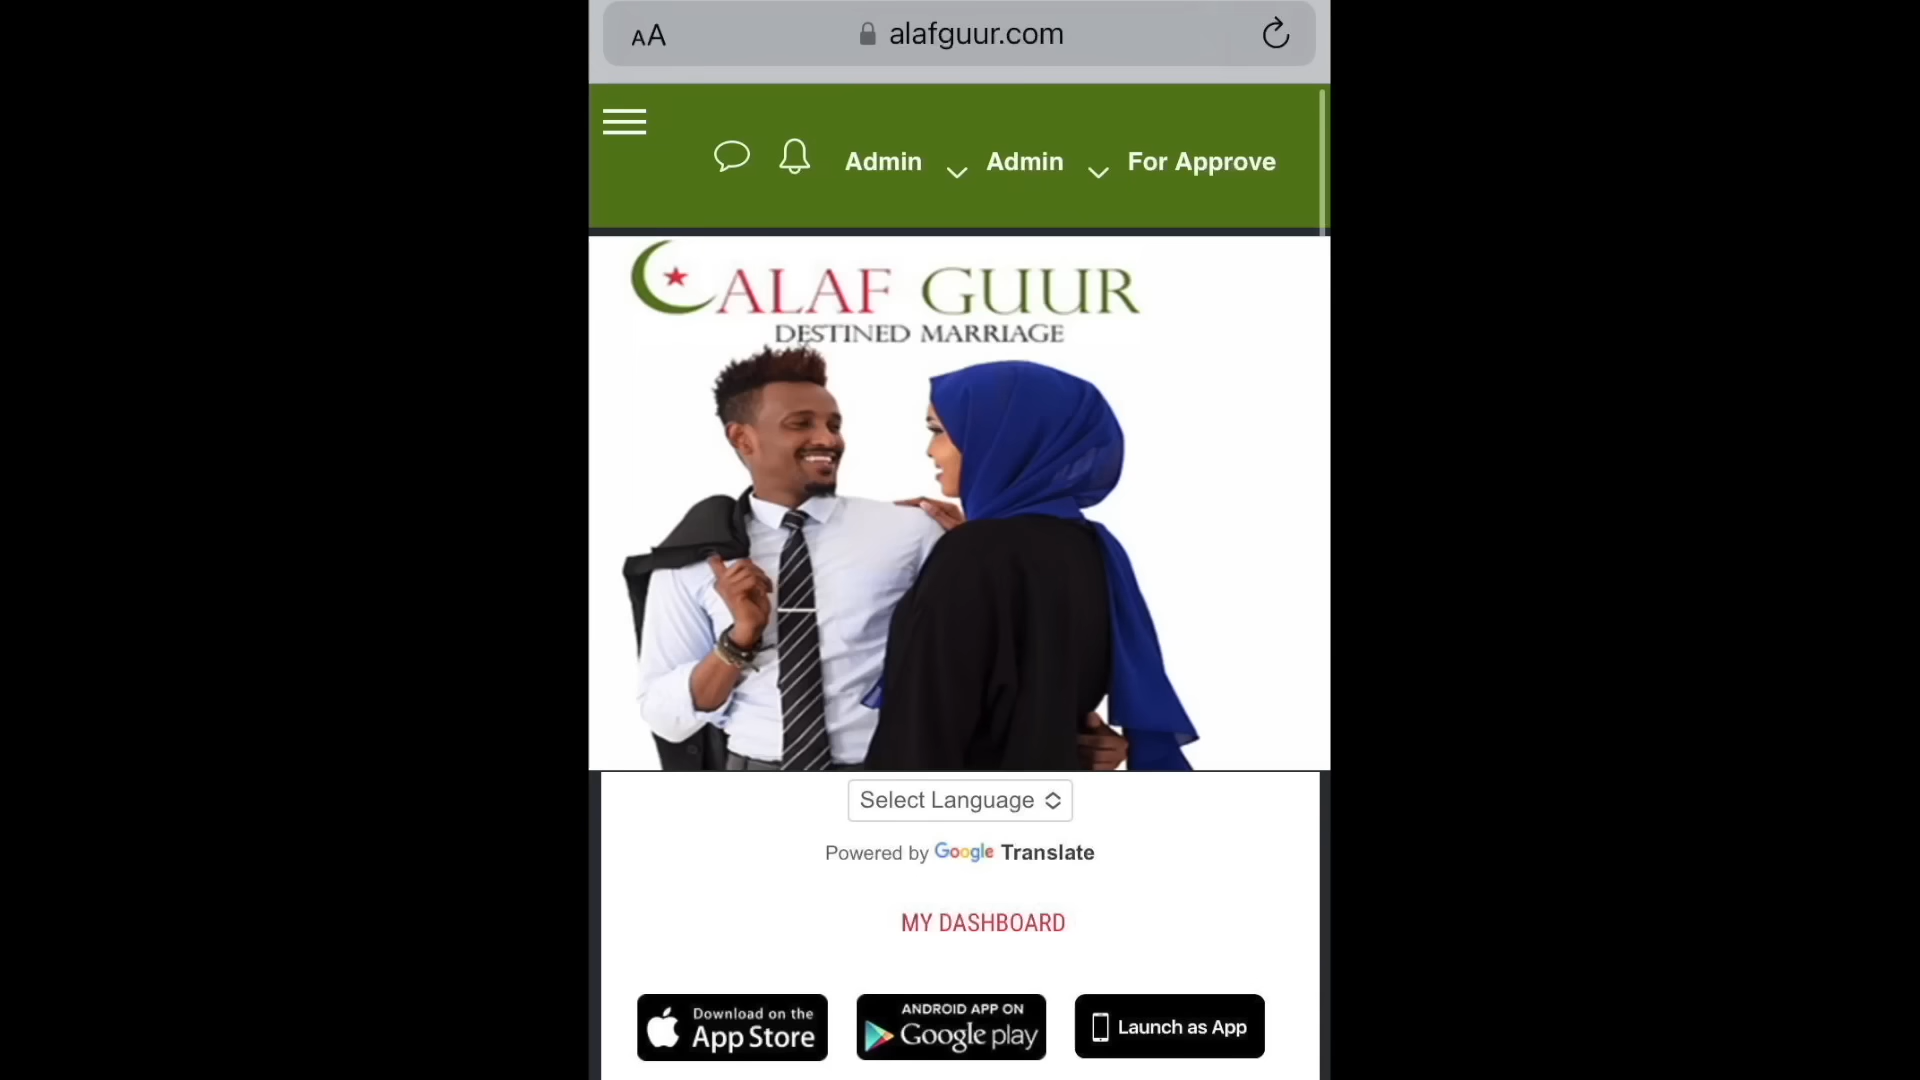 AA
alafguur.com
Admin
Admin
For Approve
CALAF GUUR
DESTINED MARRIAGE
Select Language
Powered by Google Translate
MY DASHBOARD
Download on the
App Store
ANDROID APP ON
Google play
Launch as App